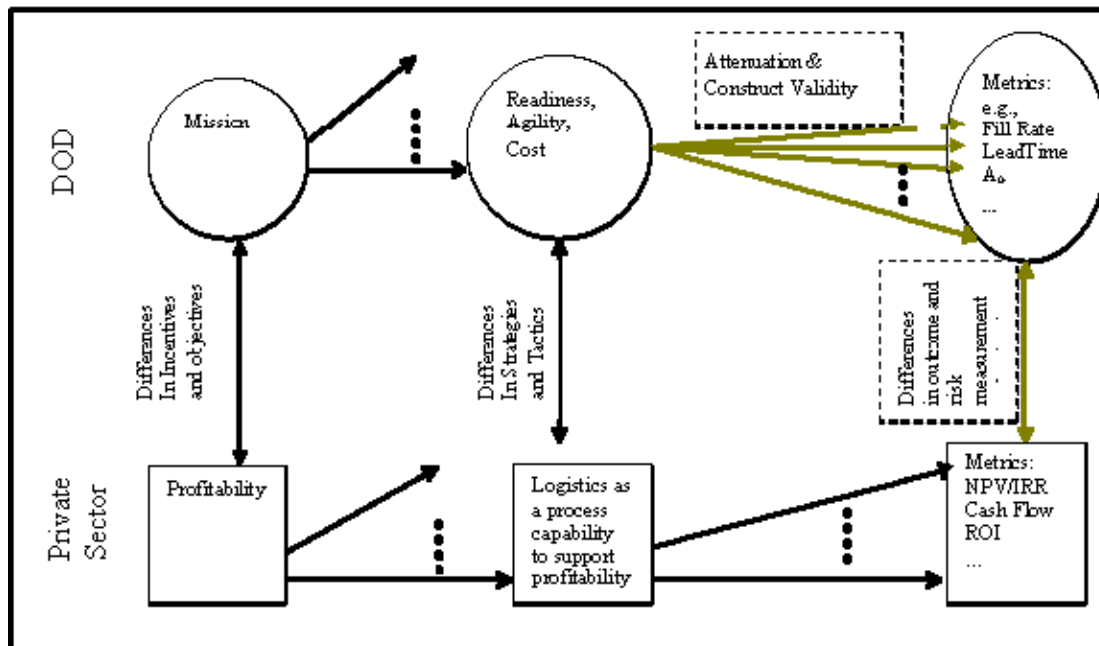 DOD
Mission
Readiness,
Agility,
Cost
Attenuation &
Construct Validity
Metrics:
e.g.,
Fill Rate
LeadTime
Ao
...
Differences
In Incentives
and objectives
Differences
In Strategies
and Tactics
Differences
in outcome and
risk
measurement
Private
Sector
Profitability
Logistics as
a process
capability
to support
profitability
Metrics:
NPV/IRR
Cash Flow
ROI
...